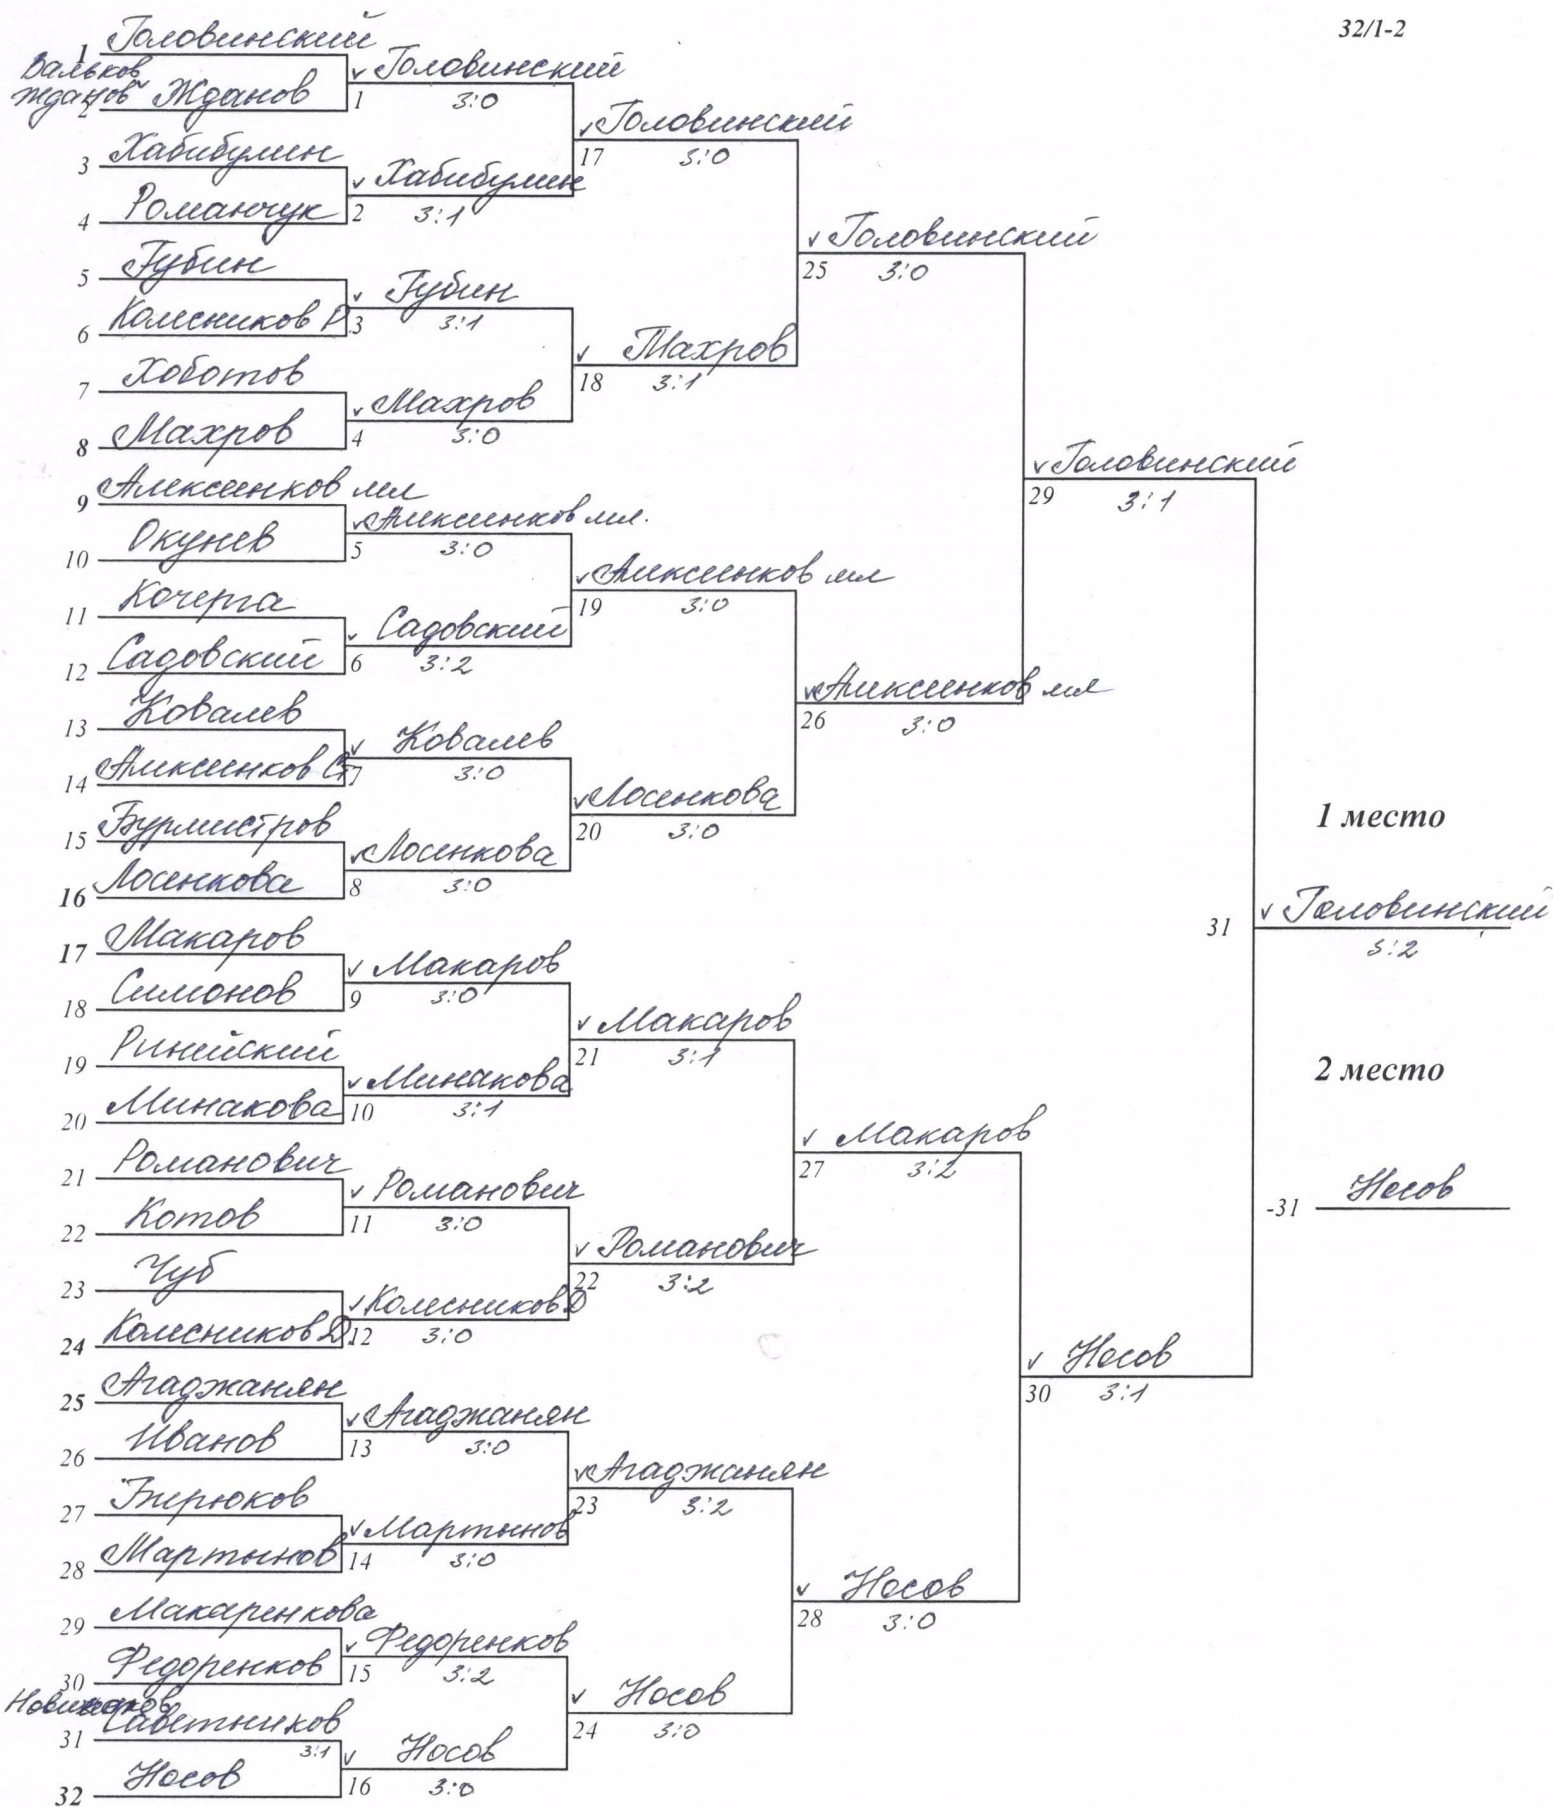 32/1-2
1 Головинский
Вальков
Жданов
2 Жданов
√ Головинский
1 3:0
3 Хабибулин
4 Романчук
√ Хабибулин
2 3:1
√ Головинский
17 3:0
5 Губин
6 Колесников Р
√ Губин
3 3:1
7 Хоботов
8 Махров
√ Махров
4 3:0
√ Махров
18 3:1
√ Головинский
25 3:0
9 Алексеенков мл
10 Окунев
√ Алексеенков мл.
5 3:0
11 Кочерга
12 Садовский
√ Садовский
6 3:2
√ Алексеенков мл
19 3:0
13 Ковалев
14 Алексеенков Ст
√ Ковалев
7 3:0
15 Бурмистров
16 Лосенкова
√ Лосенкова
8 3:0
√ Лосенкова
20 3:0
√ Алексеенков мл
26 3:0
√ Головинский
29 3:1
17 Макаров
18 Симонов
√ Макаров
9 3:0
19 Ринейский
20 Минакова
√ Минакова
10 3:1
√ Макаров
21 3:1
21 Романович
22 Котов
√ Романович
11 3:0
23 Чуб
24 Колесников Д.
√ Колесников Д
12 3:0
√ Романович
22 3:2
√ Макаров
27 3:2
25 Агаджанян
26 Иванов
√ Агаджанян
13 3:0
27 Бирюков
28 Мартынов
√ Мартынов
14 3:0
√ Агаджанян
23 3:2
29 Макаренкова
30 Федоренков
√ Федоренков
15 3:2
31 Советников
3:1
32 Носов
√ Носов
16 3:0
√ Носов
24 3:0
√ Носов
28 3:0
√ Носов
30 3:1
1 место
31 √ Головинский
3:2
2 место
-31 Носов